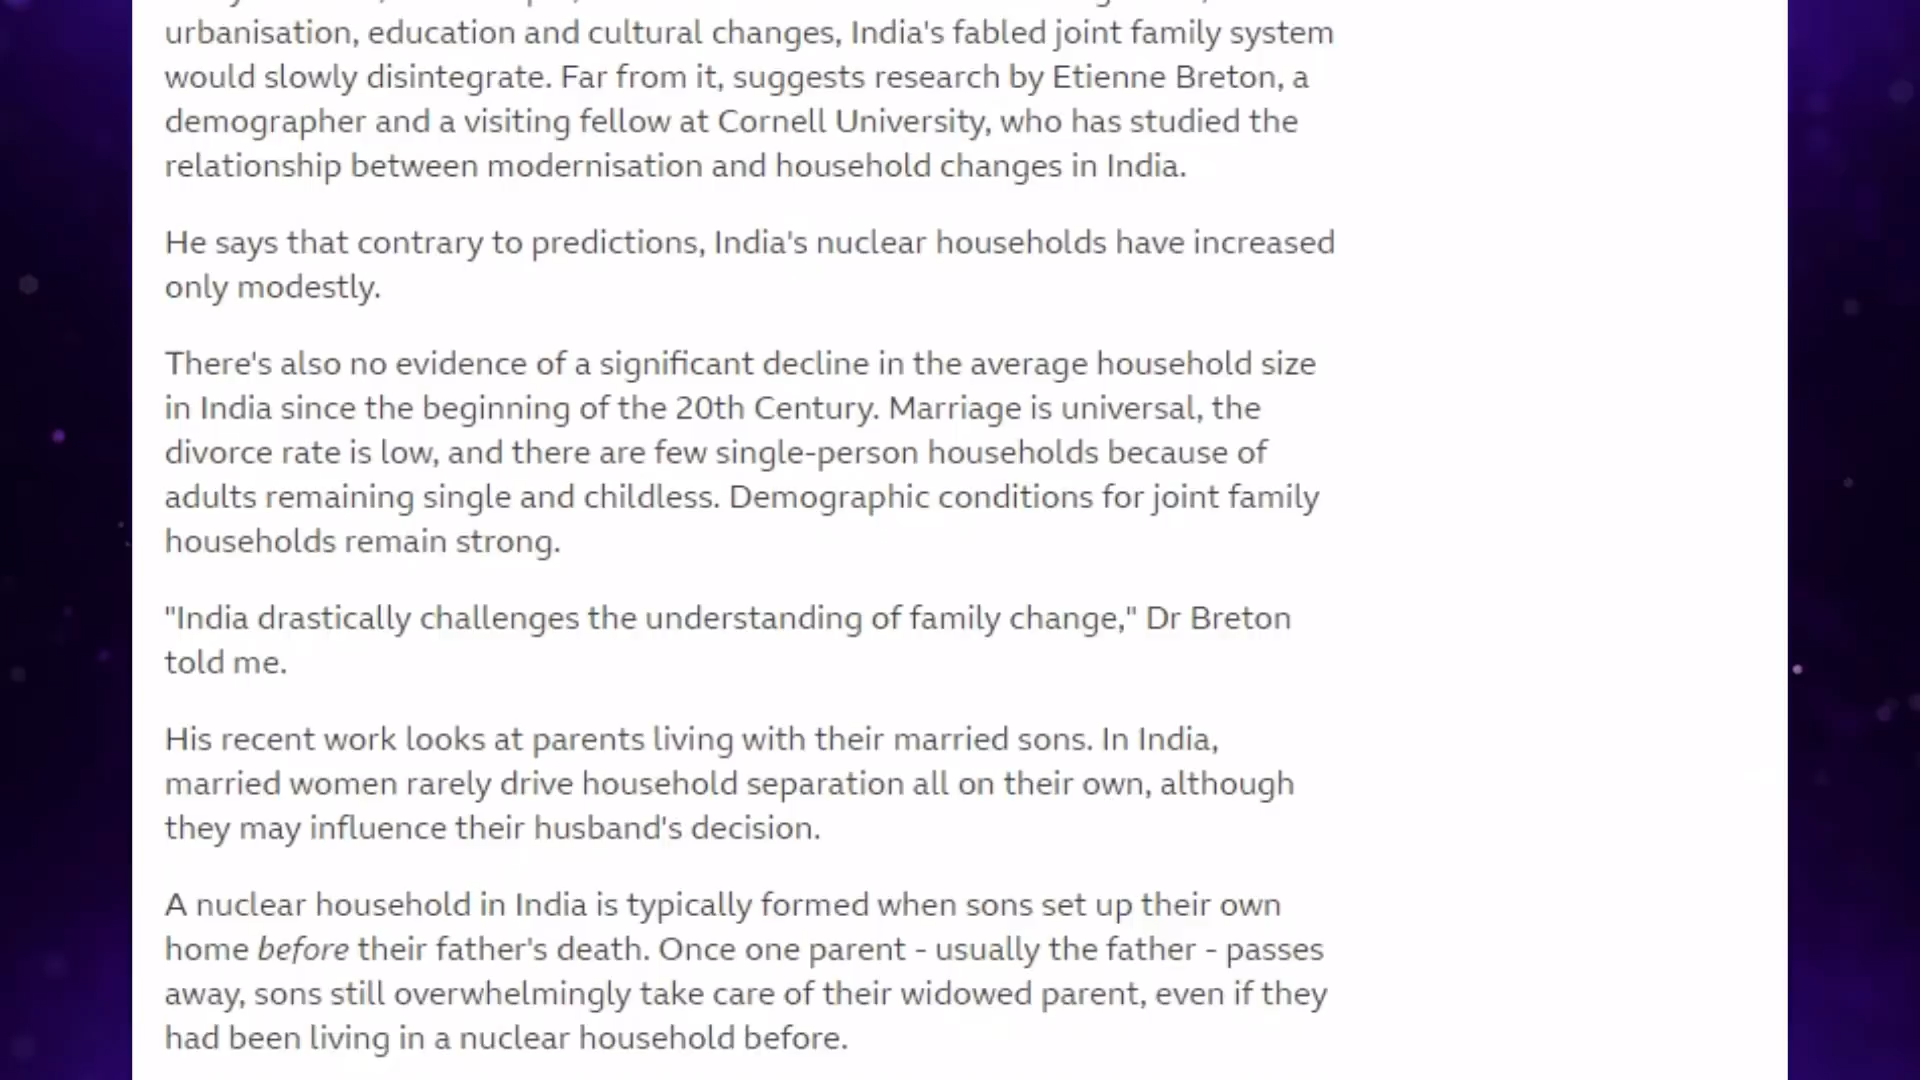 urbanisation, education and cultural changes, India's fabled joint family system
would slowly disintegrate. Far from it, suggests research by Etienne Breton, a
demographer and a visiting fellow at Cornell University, who has studied the
relationship between modernisation and household changes in India.
He says that contrary to predictions, India's nuclear households have increased
only modestly.
There's also no evidence of a significant decline in the average household size
in India since the beginning of the 20th Century. Marriage is universal, the
divorce rate is low, and there are few single-person households because of
adults remaining single and childless. Demographic conditions for joint family
households remain strong.
"India drastically challenges the understanding of family change," Dr Breton
told me.
His recent work looks at parents living with their married sons. In India,
married women rarely drive household separation all on their own, although
they may influence their husband's decision.
A nuclear household in India is typically formed when sons set up their own
home before their father's death. Once one parent - usually the father - passes
away, sons still overwhelmingly take care of their widowed parent, even if they
had been living in a nuclear household before.